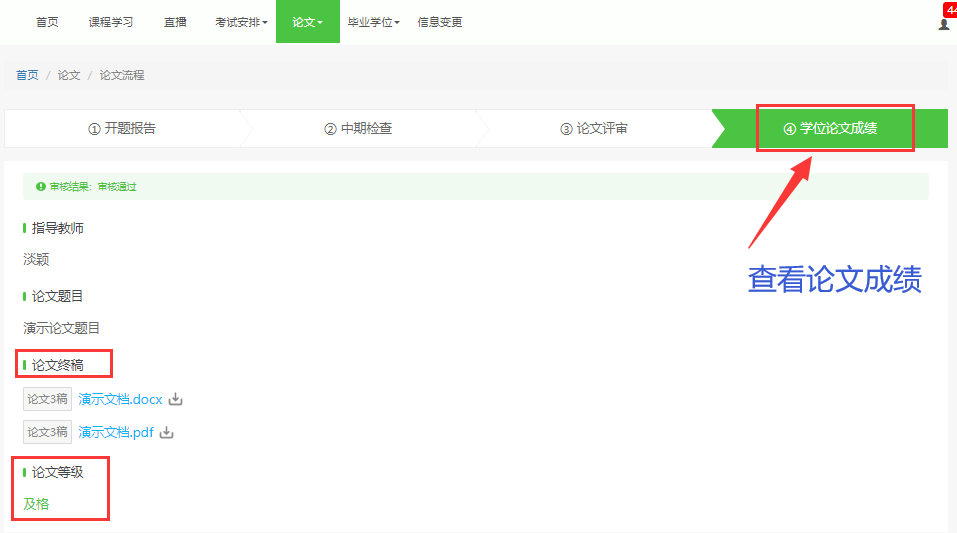 首页 课程学习 直播 考试安排 论文 毕业学位 信息变更 44
首页 / 论文 / 论文流程
① 开题报告 ② 中期检查 ③ 论文评审 ④ 学位论文成绩
审核结果：审核通过
指导教师
淡颖
查看论文成绩
论文题目
演示论文题目
论文终稿
论文3稿 演示文档.docx
论文3稿 演示文档.pdf
论文等级
及格